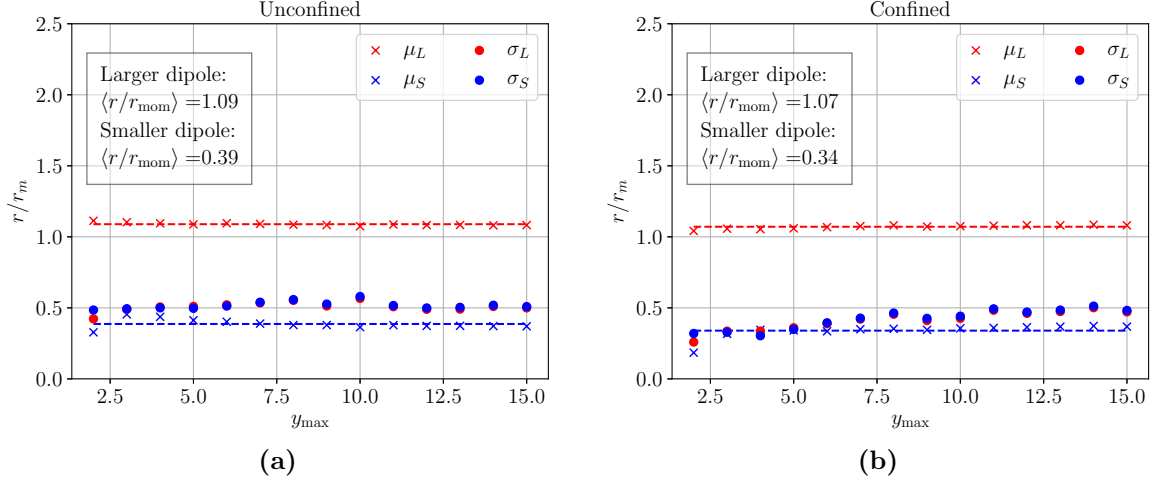 Unconfined
2.5
2.0
1.5
1.0
0.5
0.0
r/r_m
Larger dipole:
⟨r/r_mom⟩ =1.09
Smaller dipole:
⟨r/r_mom⟩ =0.39
μ_L σ_L
μ_S σ_S
2.5 5.0 7.5 10.0 12.5 15.0
y_max
(a)
Confined
2.5
2.0
1.5
1.0
0.5
0.0
r/r_m
Larger dipole:
⟨r/r_mom⟩ =1.07
Smaller dipole:
⟨r/r_mom⟩ =0.34
μ_L σ_L
μ_S σ_S
2.5 5.0 7.5 10.0 12.5 15.0
y_max
(b)